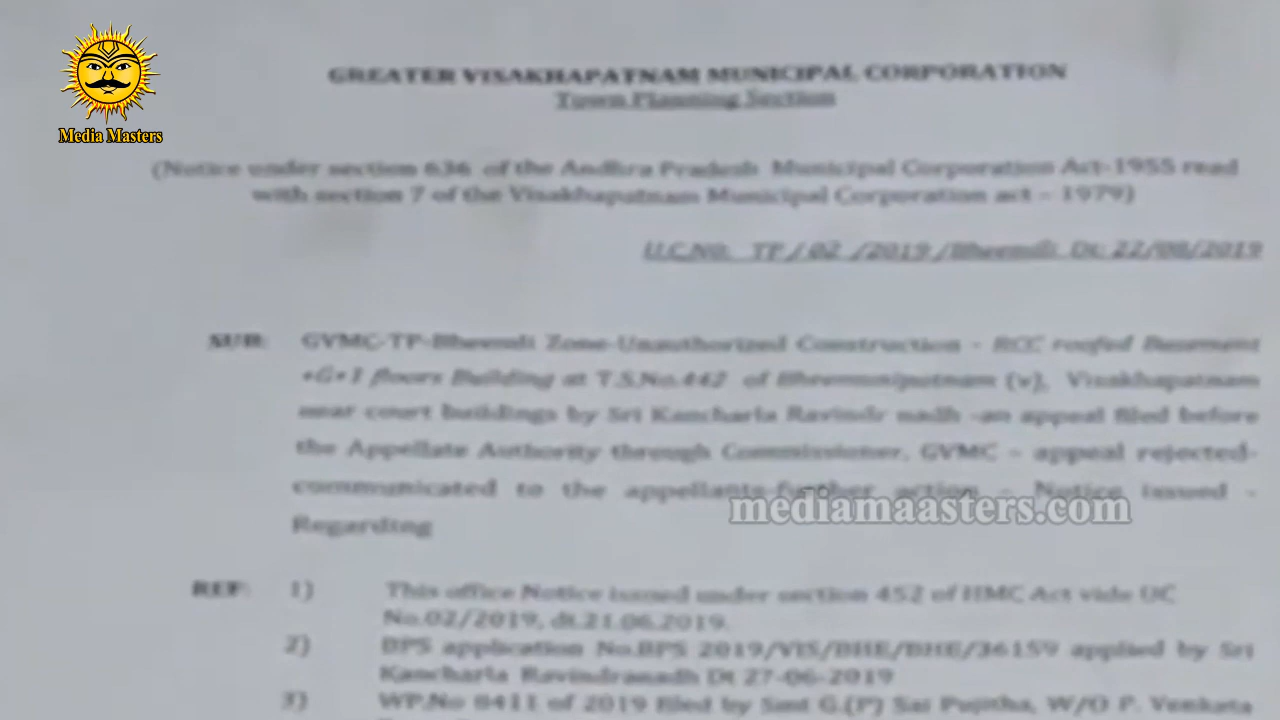 Media Masters
GREATER VISAKHAPATNAM MUNICIPAL CORPORATION
Town Planning Section
(Notice under section 636 of the Andhra Pradesh Municipal Corporation Act-1955 read
with section 7 of the Visakhapatnam Municipal Corporation act - 1979)
U.C.No: TP / 02 /2019 /Bheemili. Dt: 22/08/2019
SUB: GVMC-TP-Bheemili Zone-Unauthorized Construction - RCC roofed Basement
+G+1 floors Building at T.S.No.442 of Bheemunipatnam (v), Visakhapatnam
near court buildings by Sri Kancharla Ravindr nadh -an appeal filed before
the Appellate Authority through Commissioner, GVMC - appeal rejected-
communicated to the appellants-further action - Notice issued -
mediamaasters.com
Regarding
REF: 1) This office Notice issued under section 452 of HMC Act vide UC
No.02/2019, dt.21.06.2019.
2) BPS application No.BPS 2019/VIS/BHE/BHE/36159 applied by Sri
Kancharla Ravindranadh Dt 27-06-2019
3) WP.No 8411 of 2019 filed by Smt G.(P) Sai Pujitha, W/O P. Venkata